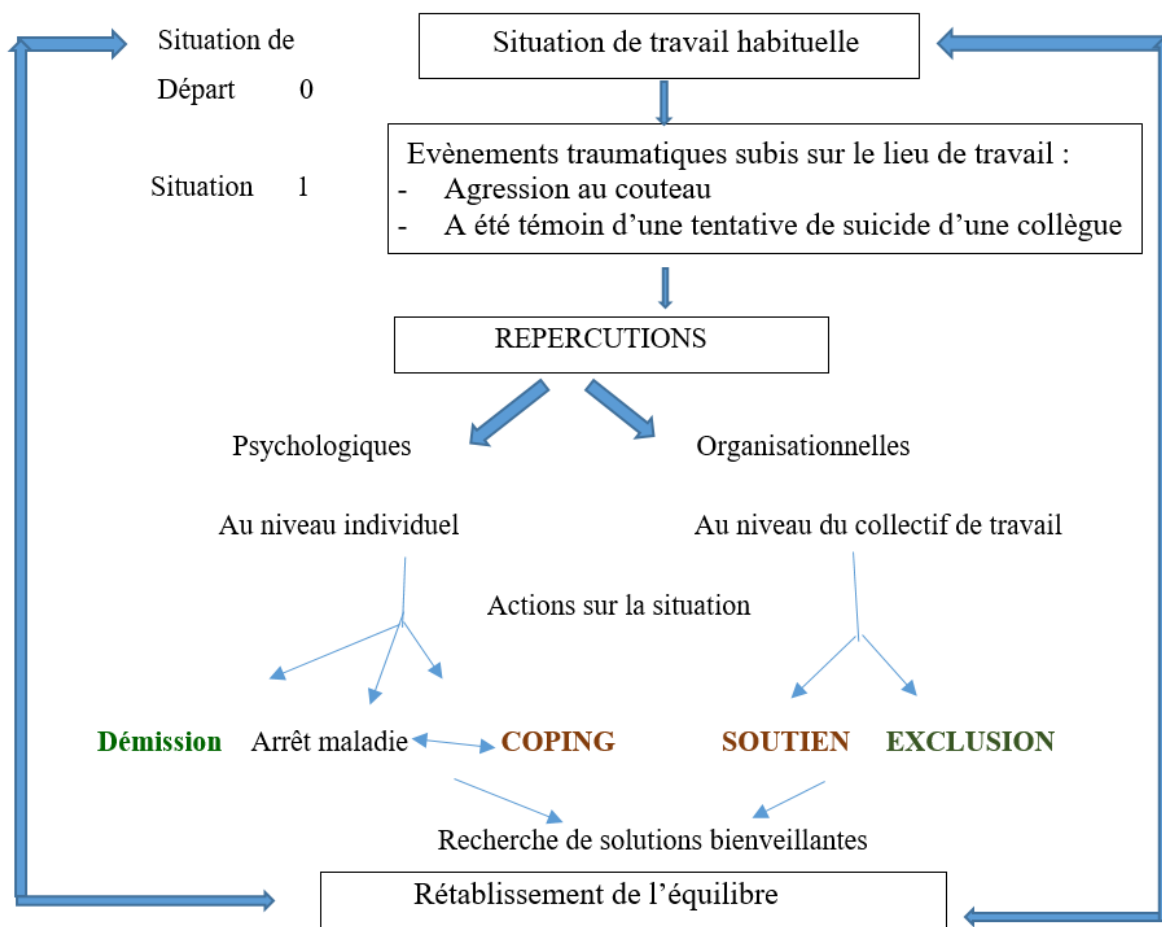 Situation de
Départ 0
Situation de travail habituelle
Situation 1
Evènements traumatiques subis sur le lieu de travail :
- Agression au couteau
- A été témoin d’une tentative de suicide d’une collègue
REPERCUTIONS
Psychologiques
Organisationnelles
Au niveau individuel
Au niveau du collectif de travail
Actions sur la situation
Démission
Arrêt maladie
COPING
SOUTIEN
EXCLUSION
Recherche de solutions bienveillantes
Rétablissement de l’équilibre